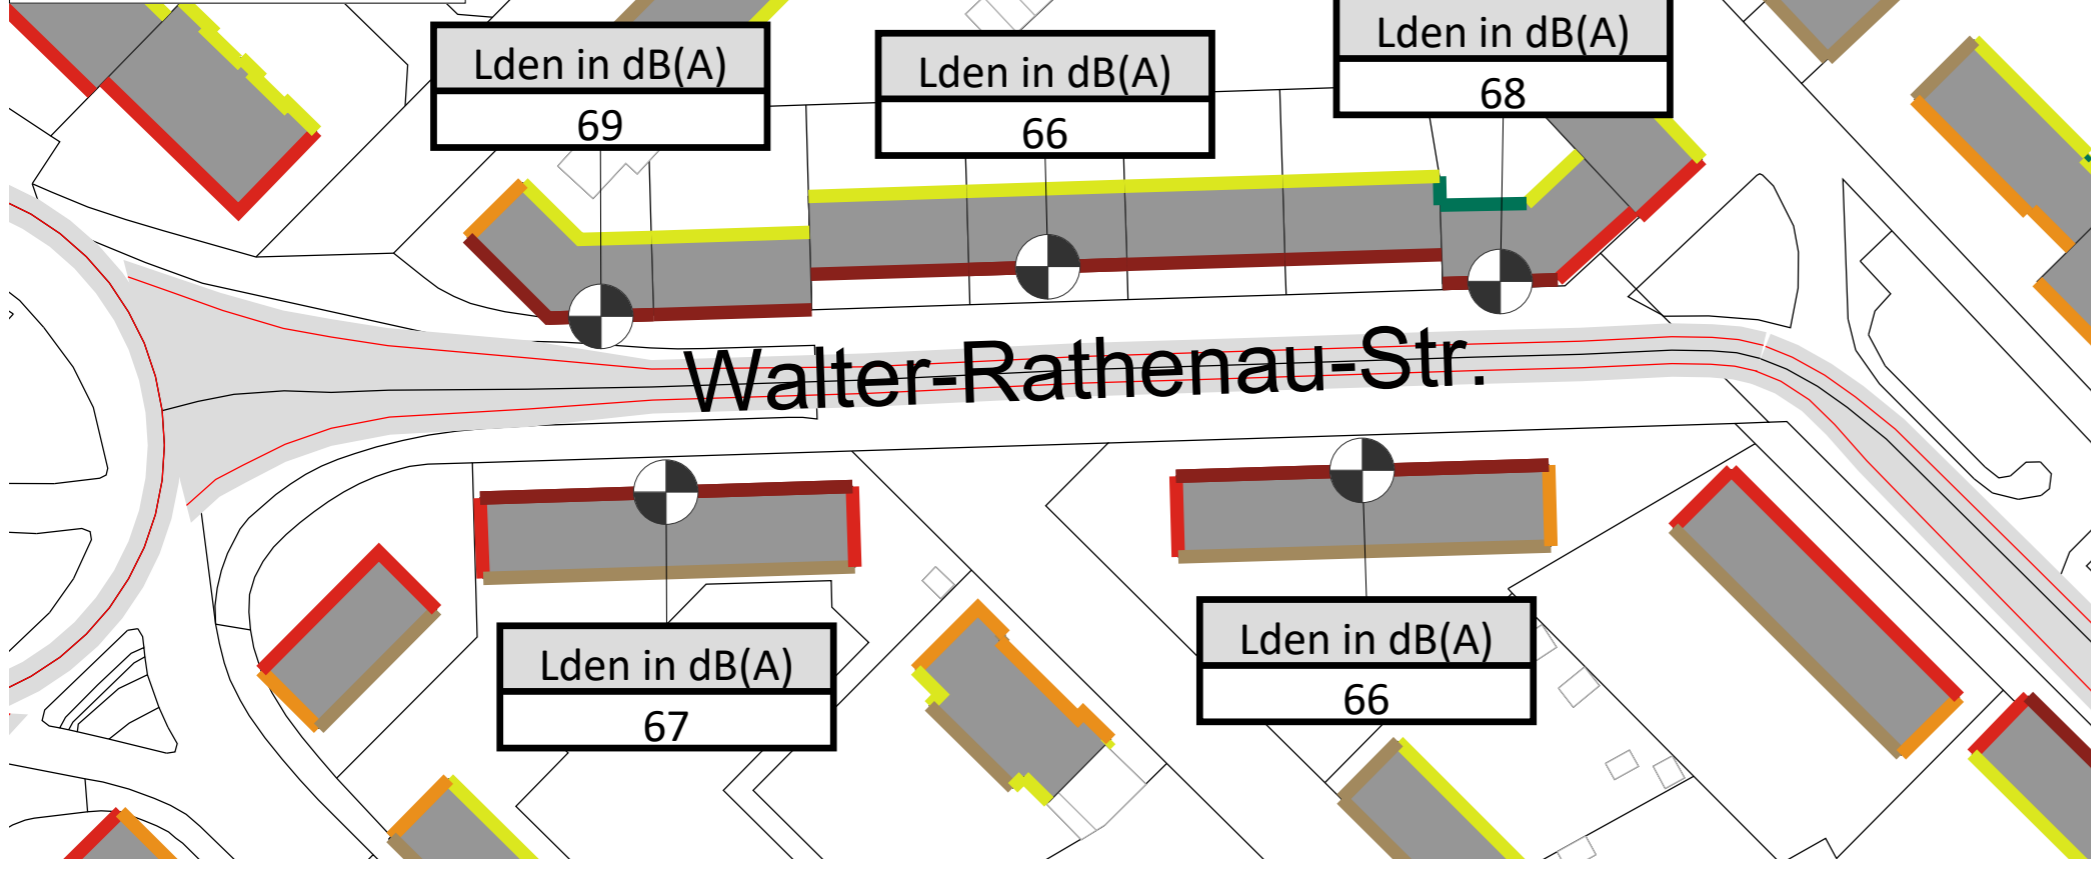 Lden in dB(A)
69
Lden in dB(A)
66
Lden in dB(A)
68
Walter-Rathenau-Str.
Lden in dB(A)
67
Lden in dB(A)
66